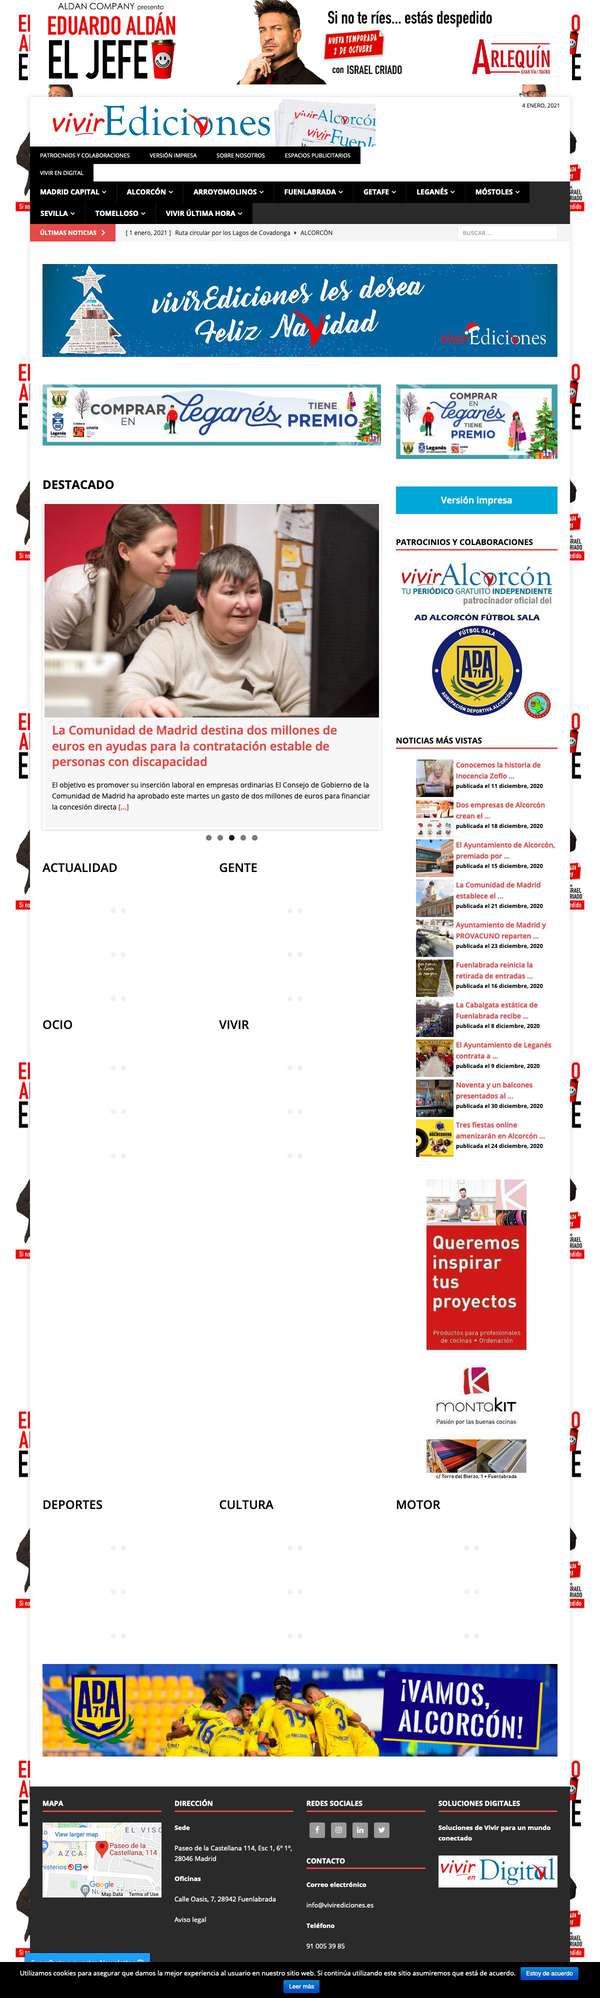 ALDAN COMPANY presenta
EDUARDO ALDÁN
EL JEFE
Si no te ríes... estás despedido
NUEVA TEMPORADA
2 DE OCTUBRE
con ISRAEL CRIADO
ARLEQUÍN
4 ENERO, 2021
vivirEdiciones
PATROCINIOS Y COLABORACIONES
VERSIÓN IMPRESA
SOBRE NOSOTROS
ESPACIOS PUBLICITARIOS
VIVIR EN DIGITAL
MADRID CAPITAL
ALCORCÓN
ARROYOMOLINOS
FUENLABRADA
GETAFE
LEGANÉS
MÓSTOLES
SEVILLA
TOMELLOSO
VIVIR ÚLTIMA HORA
ÚLTIMAS NOTICIAS
[ 1 enero, 2021 ] Ruta circular por los Lagos de Covadonga
ALCORCÓN
BUSCAR ...
vivirEdiciones les desea
Feliz Navidad
vivirEdiciones
COMPRAR
EN
leganés
TIENE
PREMIO
COMPRAR
EN
leganés
TIENE
PREMIO
DESTACADO
Versión impresa
PATROCINIOS Y COLABORACIONES
vivirAlcorcón
TU PERIÓDICO GRATUITO INDEPENDIENTE
patrocinador oficial del
AD ALCORCÓN FÚTBOL SALA
FÚTBOL SALA
ADA
71
AGRUPACIÓN DEPORTIVA ALCORCÓN
La Comunidad de Madrid destina dos millones de
euros en ayudas para la contratación estable de
personas con discapacidad
El objetivo es promover su inserción laboral en empresas ordinarias El Consejo de Gobierno de la
Comunidad de Madrid ha aprobado este martes un gasto de dos millones de euros para financiar
la concesión directa [...]
NOTICIAS MÁS VISTAS
Conocemos la historia de
Inocencia Zofío ...
publicada el 11 diciembre, 2020
Dos empresas de Alcorcón
crean el ...
publicada el 18 diciembre, 2020
El Ayuntamiento de Alcorcón,
premiado por ...
publicada el 15 diciembre, 2020
La Comunidad de Madrid
establece el ...
publicada el 21 diciembre, 2020
Ayuntamiento de Madrid y
PROVACUNO reparten ...
publicada el 23 diciembre, 2020
Fuenlabrada reinicia la
retirada de entradas ...
publicada el 16 diciembre, 2020
La Cabalgata estática de
Fuenlabrada recibe ...
publicada el 8 diciembre, 2020
El Ayuntamiento de Leganés
contrata a ...
publicada el 9 diciembre, 2020
Noventa y un balcones
presentados al ...
publicada el 30 diciembre, 2020
Tres fiestas online
amenizarán en Alcorcón ...
publicada el 24 diciembre, 2020
ACTUALIDAD
GENTE
OCIO
VIVIR
Queremos
inspirar
tus
proyectos
Productos para profesionales
de cocinas • Ordenación
MONTAKIT
Pasión por las buenas cocinas
c/ Torre del Bierzo, 1 • Fuenlabrada
DEPORTES
CULTURA
MOTOR
ADA
71
¡VAMOS,
ALCORCÓN!
MAPA
View larger map
Paseo de la
Castellana, 114
Google
Map Data
Terms of Use
DIRECCIÓN
Sede
Paseo de la Castellana 114, Esc 1, 6º 1º,
28046 Madrid
Oficinas
Calle Oasis, 7, 28942 Fuenlabrada
Aviso legal
REDES SOCIALES
CONTACTO
Correo electrónico
info@vivirediciones.es
Teléfono
91 005 39 85
SOLUCIONES DIGITALES
Soluciones de Vivir para un mundo
conectado
vivir en Digital
Utilizamos cookies para asegurar que damos la mejor experiencia al usuario en nuestro sitio web. Si continúa utilizando este sitio asumiremos que está de acuerdo.
Estoy de acuerdo
Leer más